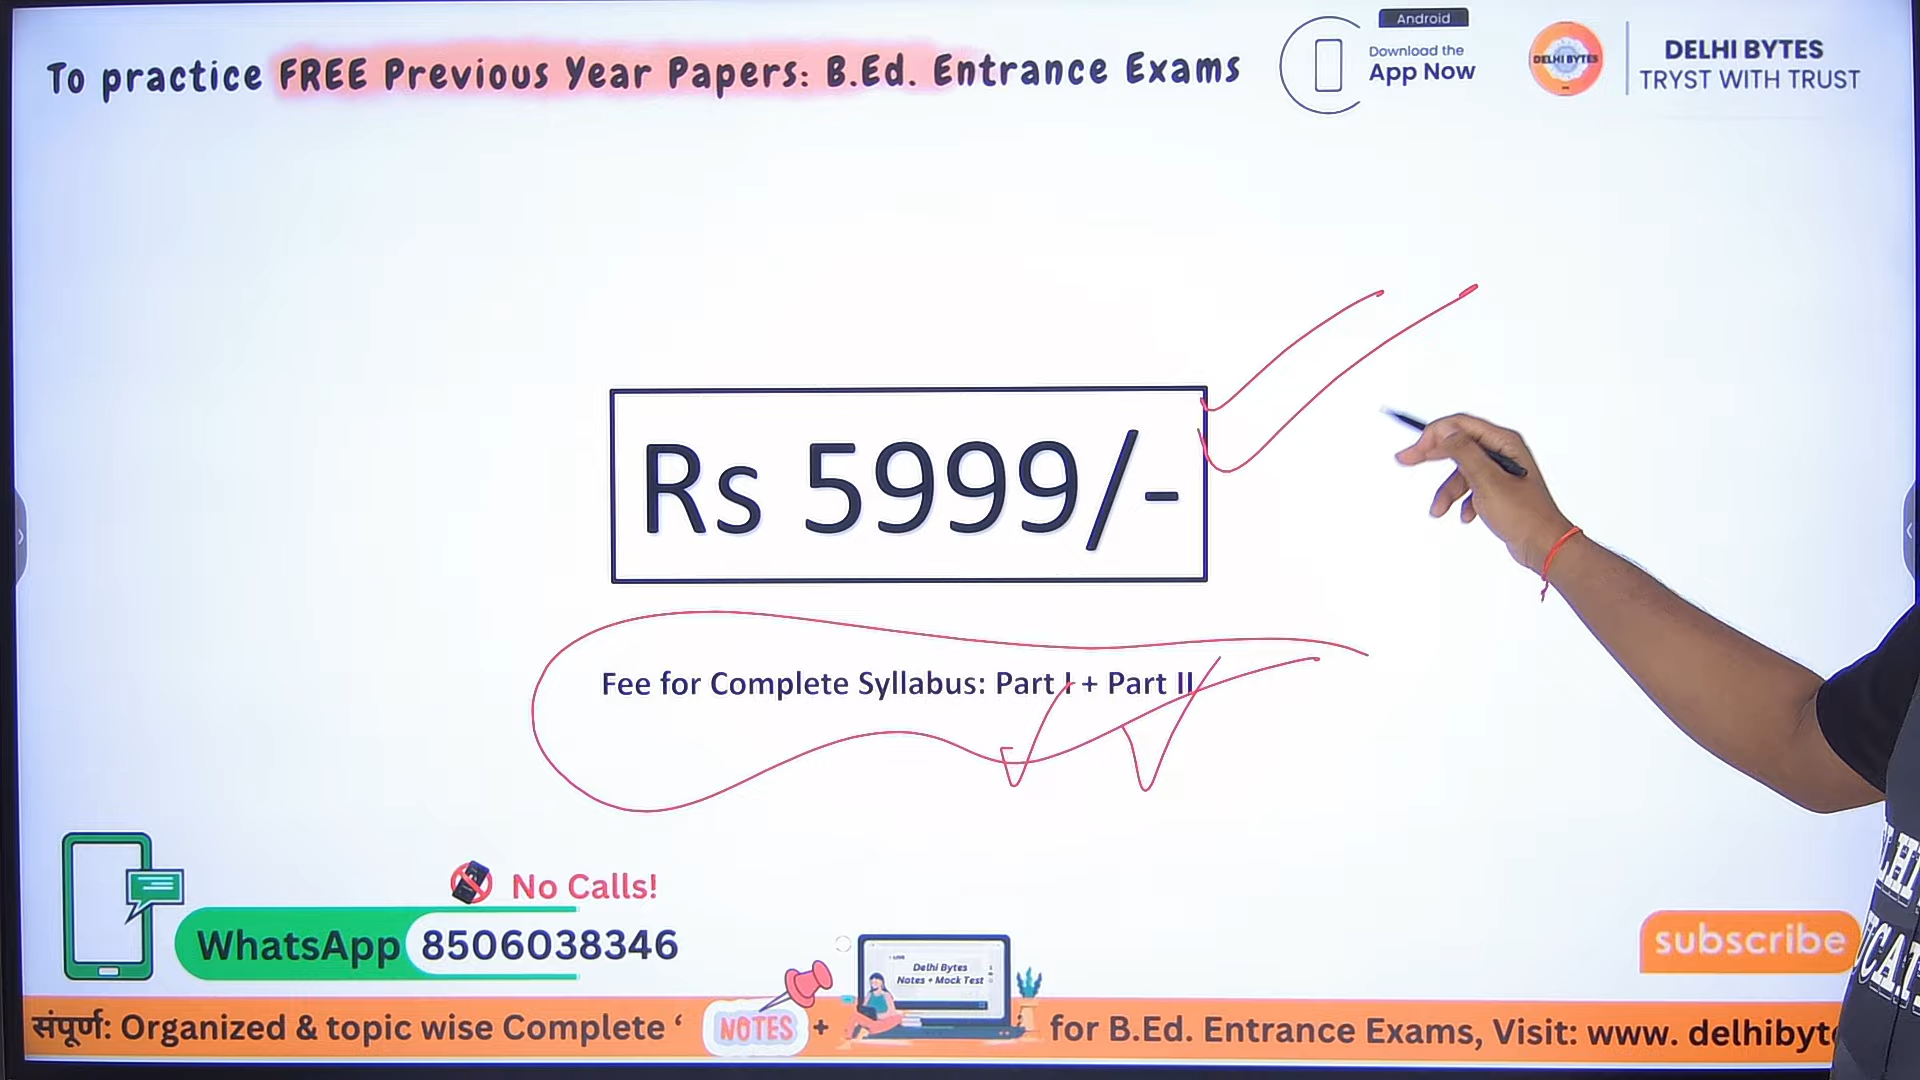 To practice FREE Previous Year Papers: B.Ed. Entrance Exams
Android
Download the
App Now
DELHI BYTES
DELHI BYTES
TRYST WITH TRUST
Rs 5999/-
Fee for Complete Syllabus: Part I + Part II
No Calls!
WhatsApp 8506038346
Delhi Bytes
Notes + Mock Test
subscribe
संपूर्ण: Organized & topic wise Complete ‘ NOTES + for B.Ed. Entrance Exams, Visit: www. delhibyt